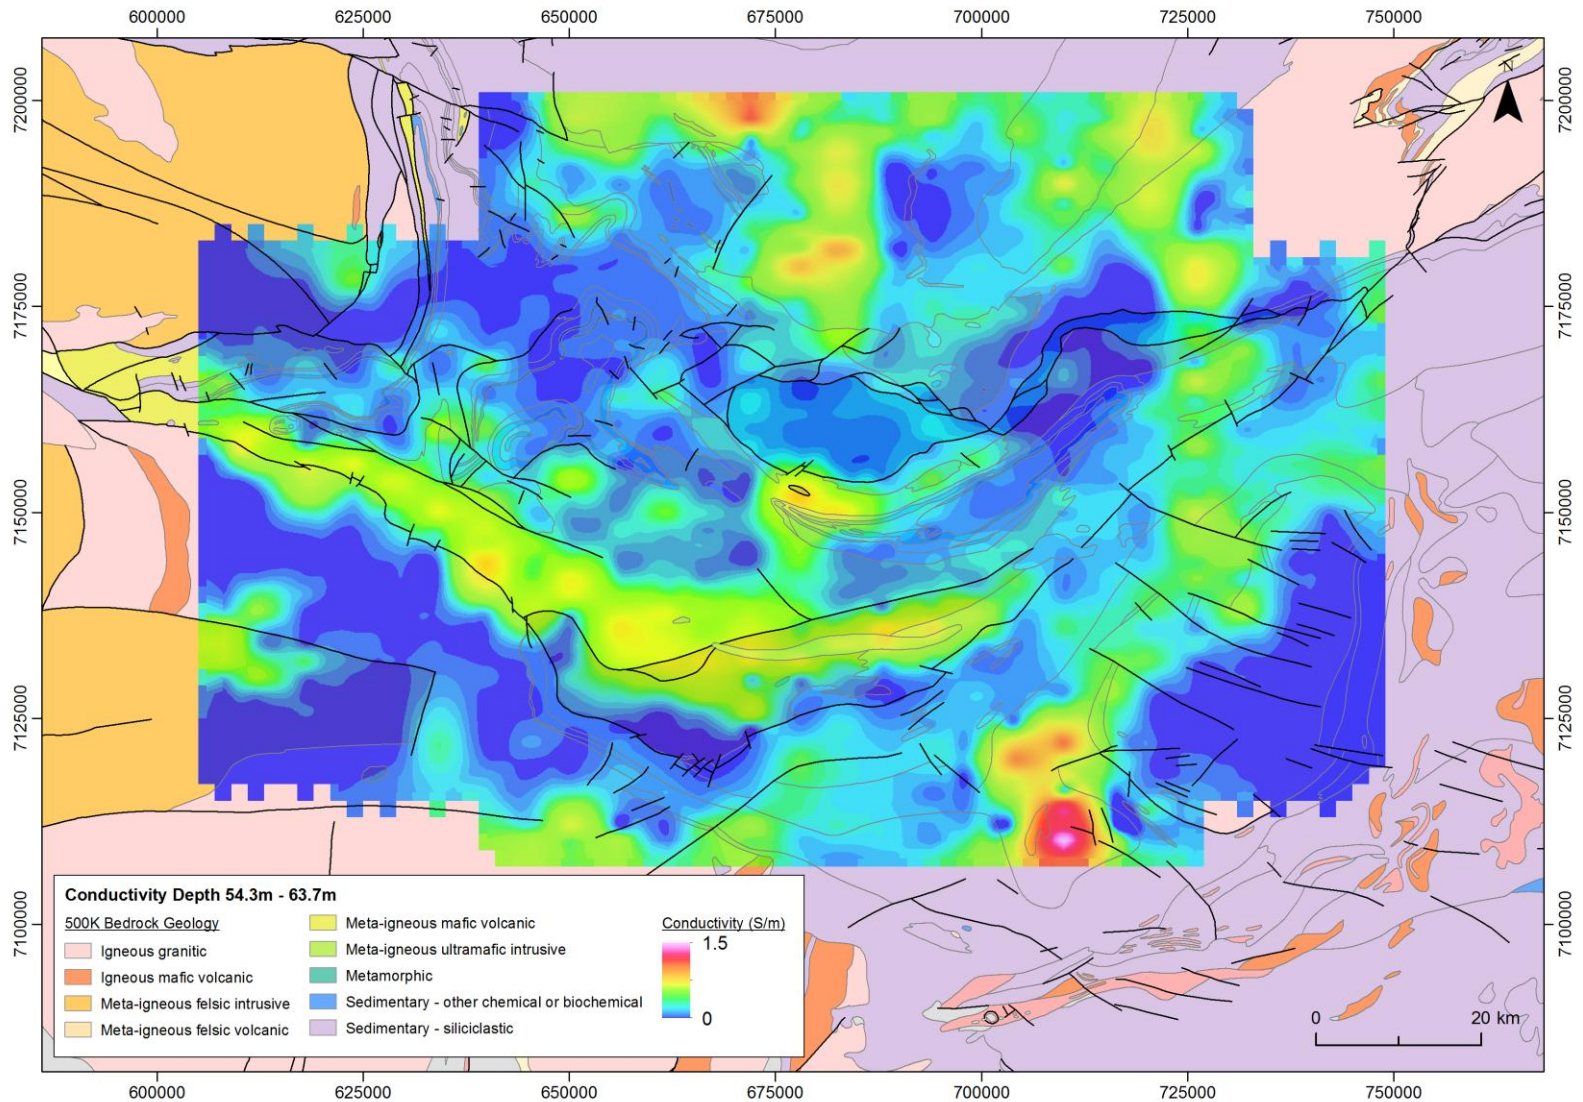 600000 625000 650000 675000 700000 725000 750000
N
7200000 7200000
7175000 7175000
7150000 7150000
7125000 7125000
7100000 7100000
Conductivity Depth 54.3m - 63.7m
500K Bedrock Geology
Igneous granitic
Igneous mafic volcanic
Meta-igneous felsic intrusive
Meta-igneous felsic volcanic
Meta-igneous mafic volcanic
Meta-igneous ultramafic intrusive
Metamorphic
Sedimentary - other chemical or biochemical
Sedimentary - siliciclastic
Conductivity (S/m)
1.5
0
0 20 km
600000 625000 650000 675000 700000 725000 750000